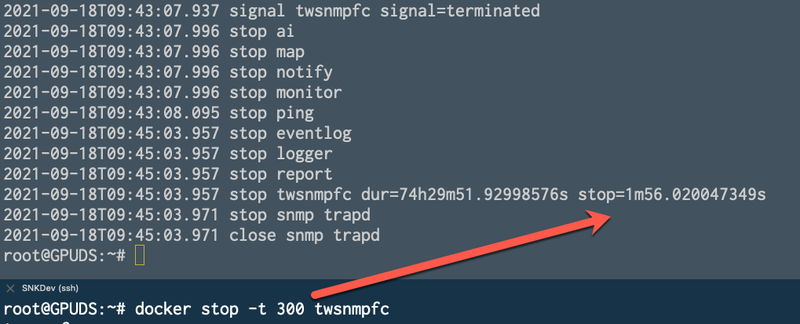 2021-09-18T09:43:07.937 signal twsnmpfc signal=terminated
2021-09-18T09:43:07.996 stop ai
2021-09-18T09:43:07.996 stop map
2021-09-18T09:43:07.996 stop notify
2021-09-18T09:43:07.996 stop monitor
2021-09-18T09:43:08.095 stop ping
2021-09-18T09:45:03.957 stop eventlog
2021-09-18T09:45:03.957 stop logger
2021-09-18T09:45:03.957 stop report
2021-09-18T09:45:03.957 stop twsnmpfc dur=74h29m51.92998576s stop=1m56.020047349s
2021-09-18T09:45:03.971 stop snmp trapd
2021-09-18T09:45:03.971 close snmp trapd
root@GPUDS:~#
SNKDev (ssh)
root@GPUDS:~# docker stop -t 300 twsnmpfc